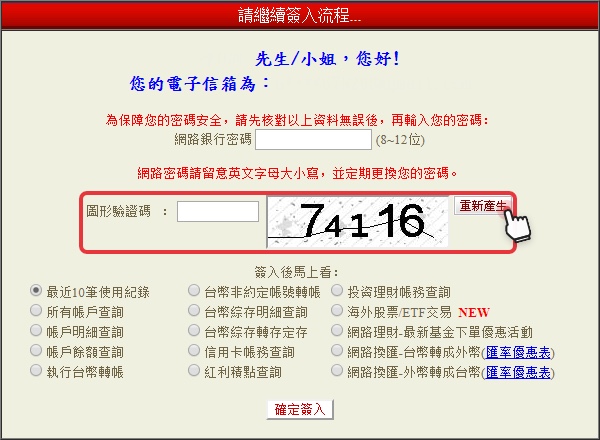 請繼續簽入流程...
先生/小姐，您好!
您的電子信箱為：
為保障您的密碼安全，請先核對以上資料無誤後，再輸入您的密碼：
網路銀行密碼 (8~12位)
網路密碼請留意英文字母大小寫，並定期更換您的密碼。
圖形驗證碼 ： 74116 重新產生
簽入後馬上看：
最近10筆使用紀錄 台幣非約定帳號轉帳 投資理財帳務查詢
所有帳戶查詢 台幣綜存明細查詢 海外股票/ETF交易 NEW
帳戶明細查詢 台幣綜存轉存定存 網路理財-最新基金下單優惠活動
帳戶餘額查詢 信用卡帳務查詢 網路換匯-台幣轉成外幣(匯率優惠表)
執行台幣轉帳 紅利積點查詢 網路換匯-外幣轉成台幣(匯率優惠表)
確定簽入